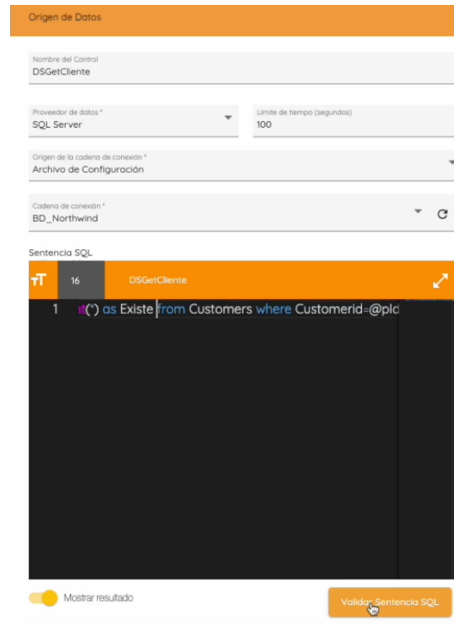 Origen de Datos
Nombre del Control
DSGetCliente
Proveedor de datos *
SQL Server
Límite de tiempo (segundos)
100
Origen de la cadena de conexión *
Archivo de Configuración
Cadena de conexión *
BD_Northwind
Sentencia SQL
TT 16 DSGetCliente
1 t(*) as Existe from Customers where Customerid=@pId
Mostrar resultado
Validar Sentencia SQL